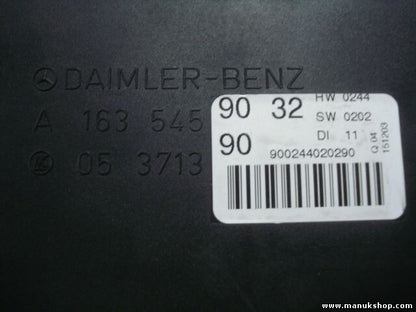 DAIMLER-BENZ
A 163 545 90 32
05 3713 90
HW 0244
SW 0202
DI 11
900244020290
Q 04
151203
www.manukshop.com